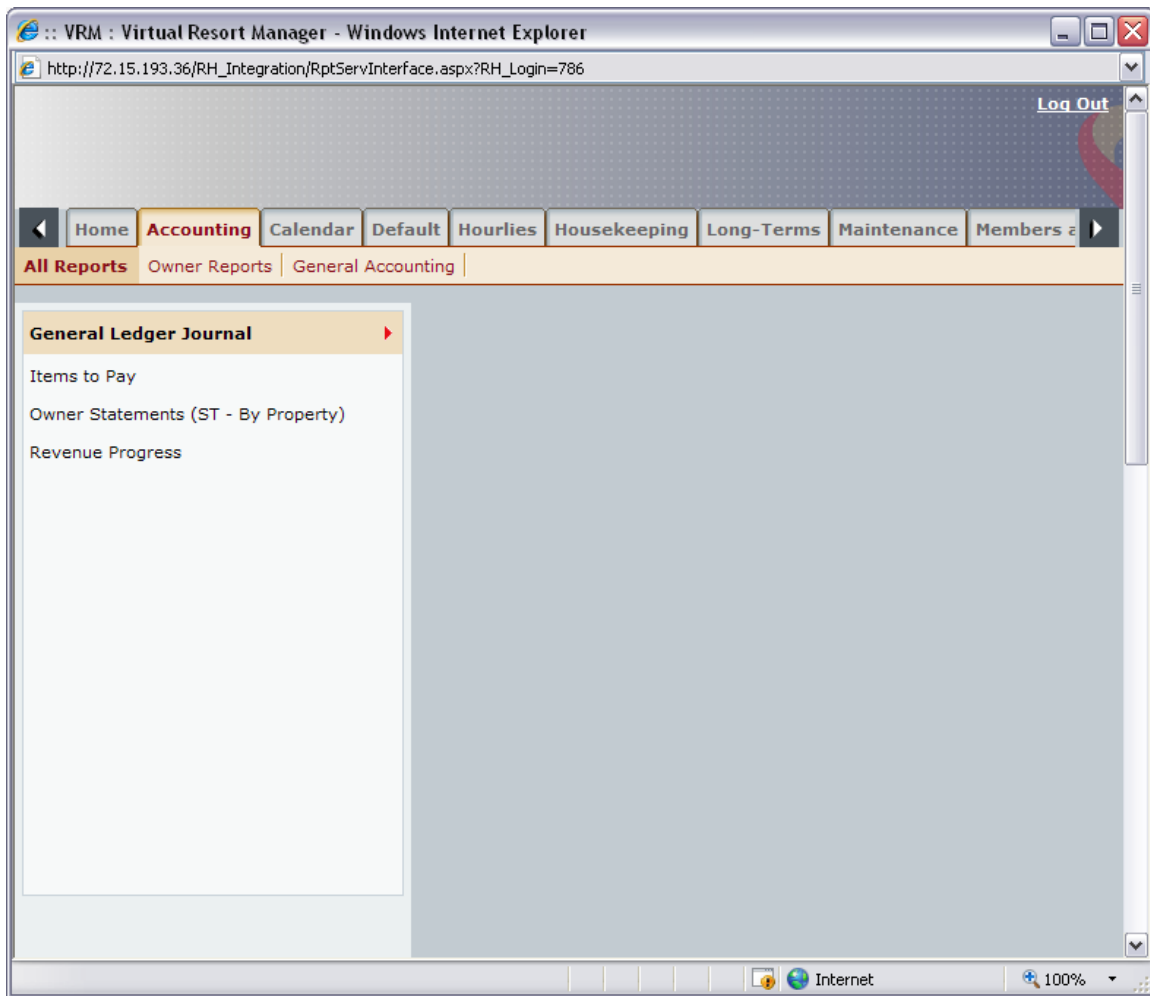 :: VRM : Virtual Resort Manager - Windows Internet Explorer
http://72.15.193.36/RH_Integration/RptServInterface.aspx?RH_Login=786
Log Out
Home Accounting Calendar Default Hourlies Housekeeping Long-Terms Maintenance Members a
All Reports Owner Reports General Accounting
General Ledger Journal
Items to Pay
Owner Statements (ST - By Property)
Revenue Progress
Internet 100%